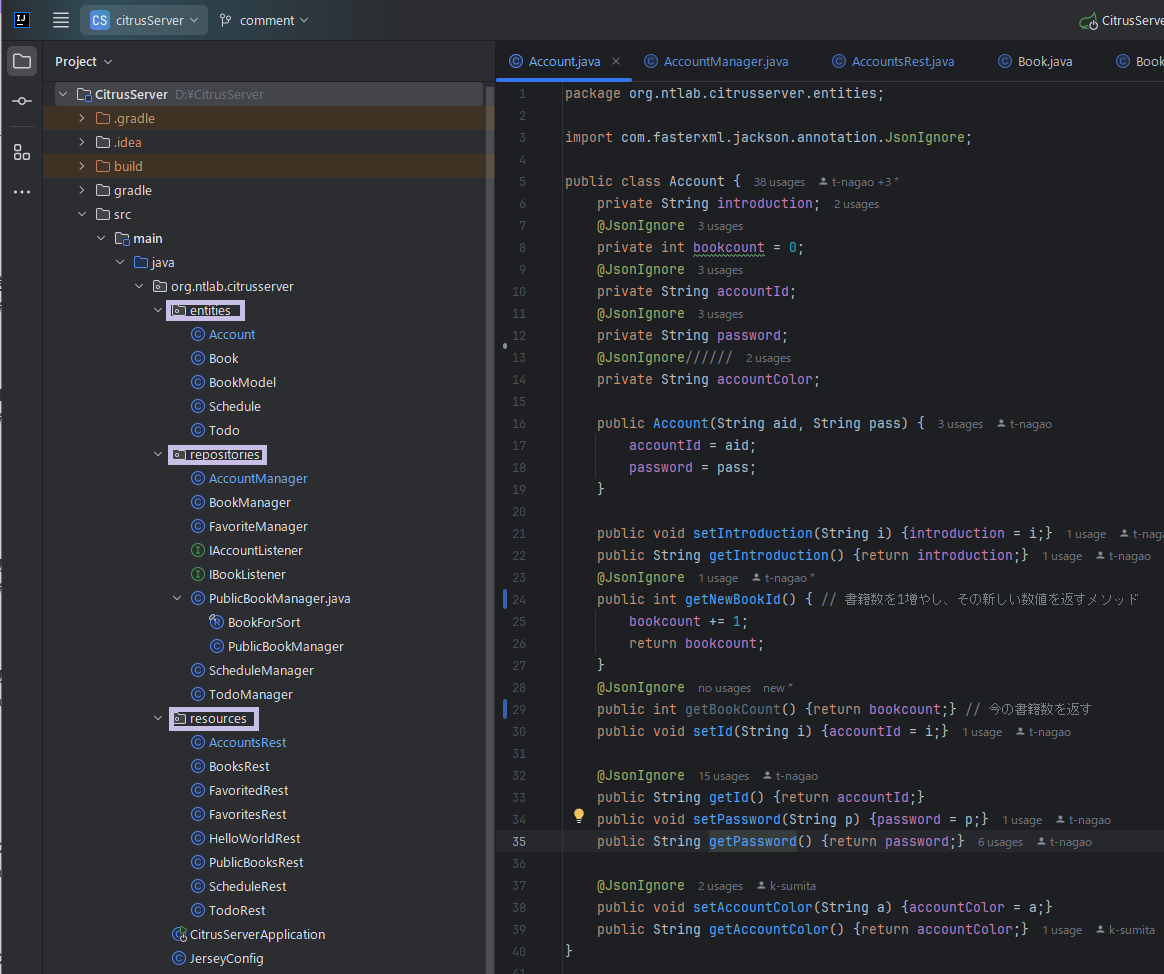 IJ
CS citrusServer
comment
CitrusServe
Project
CitrusServer D:¥CitrusServer
.gradle
.idea
build
gradle
src
main
java
org.ntlab.citrusserver
entities
Account
Book
BookModel
Schedule
Todo
repositories
AccountManager
BookManager
FavoriteManager
IAccountListener
IBookListener
PublicBookManager.java
BookForSort
PublicBookManager
ScheduleManager
TodoManager
resources
AccountsRest
BooksRest
FavoritedRest
FavoritesRest
HelloWorldRest
PublicBooksRest
ScheduleRest
TodoRest
CitrusServerApplication
JerseyConfig
Account.java × AccountManager.java AccountsRest.java Book.java Book
1 package org.ntlab.citrusserver.entities;
2
3 import com.fasterxml.jackson.annotation.JsonIgnore;
4
5 public class Account { 38 usages t-nagao +3 *
6 private String introduction; 2 usages
7 @JsonIgnore 3 usages
8 private int bookcount = 0;
9 @JsonIgnore 3 usages
10 private String accountId;
11 @JsonIgnore 3 usages
12 private String password;
13 @JsonIgnore////// 2 usages
14 private String accountColor;
15
16 public Account(String aid, String pass) { 3 usages t-nagao
17 accountId = aid;
18 password = pass;
19 }
20
21 public void setIntroduction(String i) {introduction = i;} 1 usage t-naga
22 public String getIntroduction() {return introduction;} 1 usage t-nagao
23 @JsonIgnore 1 usage t-nagao *
24 public int getNewBookId() { // 書籍数を1増やし、その新しい数値を返すメソッド
25 bookcount += 1;
26 return bookcount;
27 }
28 @JsonIgnore no usages new *
29 public int getBookCount() {return bookcount;} // 今の書籍数を返す
30 public void setId(String i) {accountId = i;} 1 usage t-nagao
31
32 @JsonIgnore 15 usages t-nagao
33 public String getId() {return accountId;}
34 public void setPassword(String p) {password = p;} 1 usage t-nagao
35 public String getPassword() {return password;} 6 usages t-nagao
36
37 @JsonIgnore 2 usages k-sumita
38 public void setAccountColor(String a) {accountColor = a;}
39 public String getAccountColor() {return accountColor;} 1 usage k-sumita
40 }
41